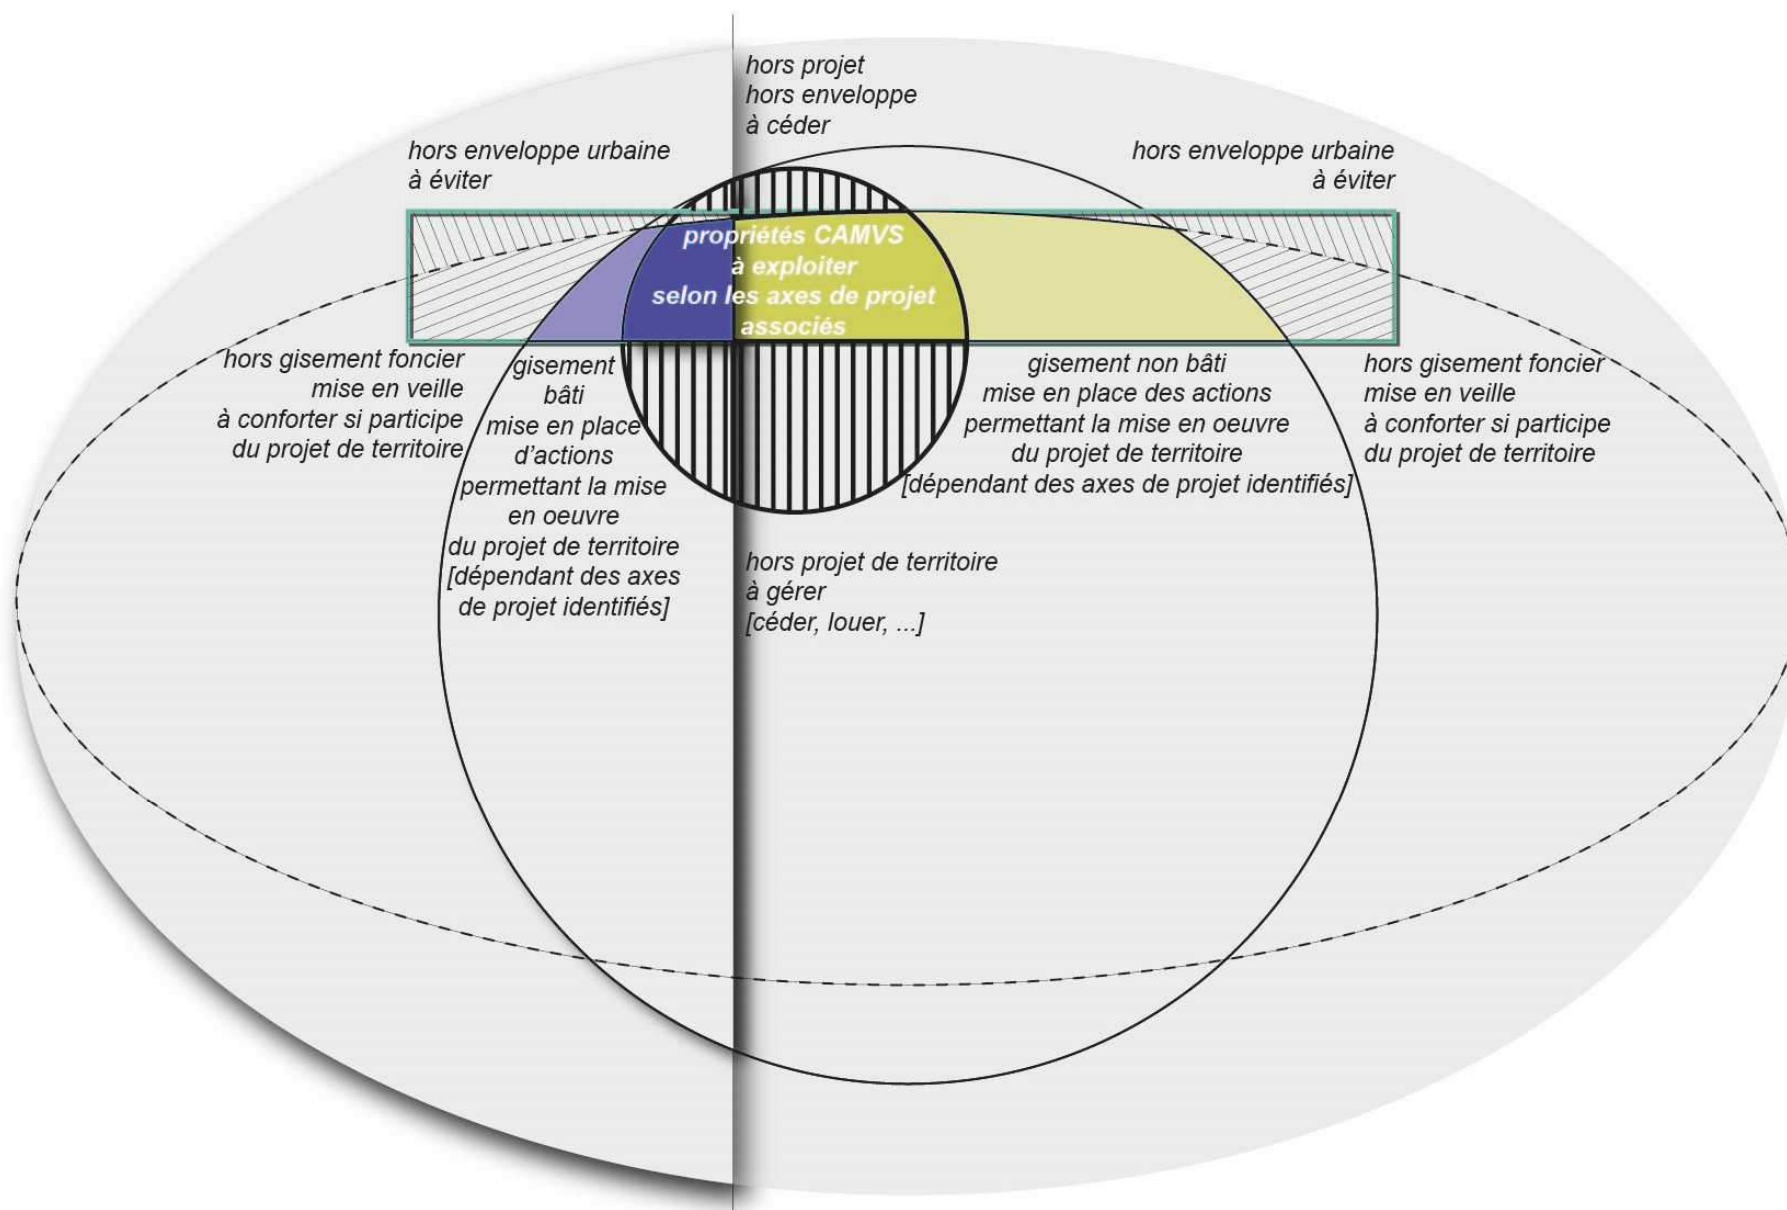 hors projet
hors enveloppe
à céder
hors enveloppe urbaine
à éviter
hors enveloppe urbaine
à éviter
propriétés CAMVS
à exploiter
selon les axes de projet
associés
hors gisement foncier
mise en veille
à conforter si participe
du projet de territoire
gisement
bâti
mise en place
d'actions
permettant la mise
en oeuvre
du projet de territoire
[dépendant des axes
de projet identifiés]
gisement non bâti
mise en place des actions
permettant la mise en oeuvre
du projet de territoire
[dépendant des axes de projet identifiés]
hors gisement foncier
mise en veille
à conforter si participe
du projet de territoire
hors projet de territoire
à gérer
[céder, louer, ...]